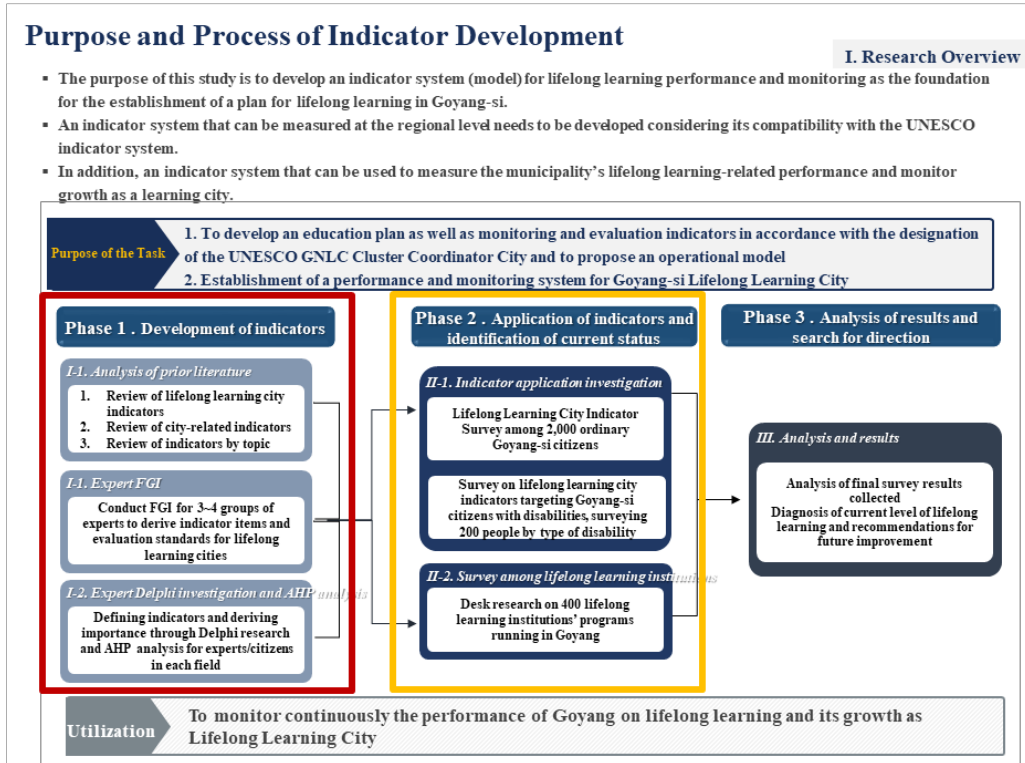 Purpose and Process of Indicator Development
I. Research Overview
▪ The purpose of this study is to develop an indicator system (model) for lifelong learning performance and monitoring as the foundation
for the establishment of a plan for lifelong learning in Goyang-si.
▪ An indicator system that can be measured at the regional level needs to be developed considering its compatibility with the UNESCO
indicator system.
▪ In addition, an indicator system that can be used to measure the municipality's lifelong learning-related performance and monitor
growth as a learning city.
Purpose of the Task
1. To develop an education plan as well as monitoring and evaluation indicators in accordance with the designation
of the UNESCO GNLC Cluster Coordinator City and to propose an operational model
2. Establishment of a performance and monitoring system for Goyang-si Lifelong Learning City
Phase 1 . Development of indicators
I-1. Analysis of prior literature
1. Review of lifelong learning city
indicators
2. Review of city-related indicators
3. Review of indicators by topic
I-1. Expert FGI
Conduct FGI for 3~4 groups of
experts to derive indicator items and
evaluation standards for lifelong
learning cities
I-2. Expert Delphi investigation and AHP analysis
Defining indicators and deriving
importance through Delphi research
and AHP analysis for experts/citizens
in each field
Phase 2 . Application of indicators and
identification of current status
II-1. Indicator application investigation
Lifelong Learning City Indicator
Survey among 2,000 ordinary
Goyang-si citizens
Survey on lifelong learning city
indicators targeting Goyang-si
citizens with disabilities, surveying
200 people by type of disability
II-2. Survey among lifelong learning institutions
Desk research on 400 lifelong
learning institutions' programs
running in Goyang
Phase 3 . Analysis of results and
search for direction
III. Analysis and results
Analysis of final survey results
collected
Diagnosis of current level of lifelong
learning and recommendations for
future improvement
Utilization
To monitor continuously the performance of Goyang on lifelong learning and its growth as
Lifelong Learning City